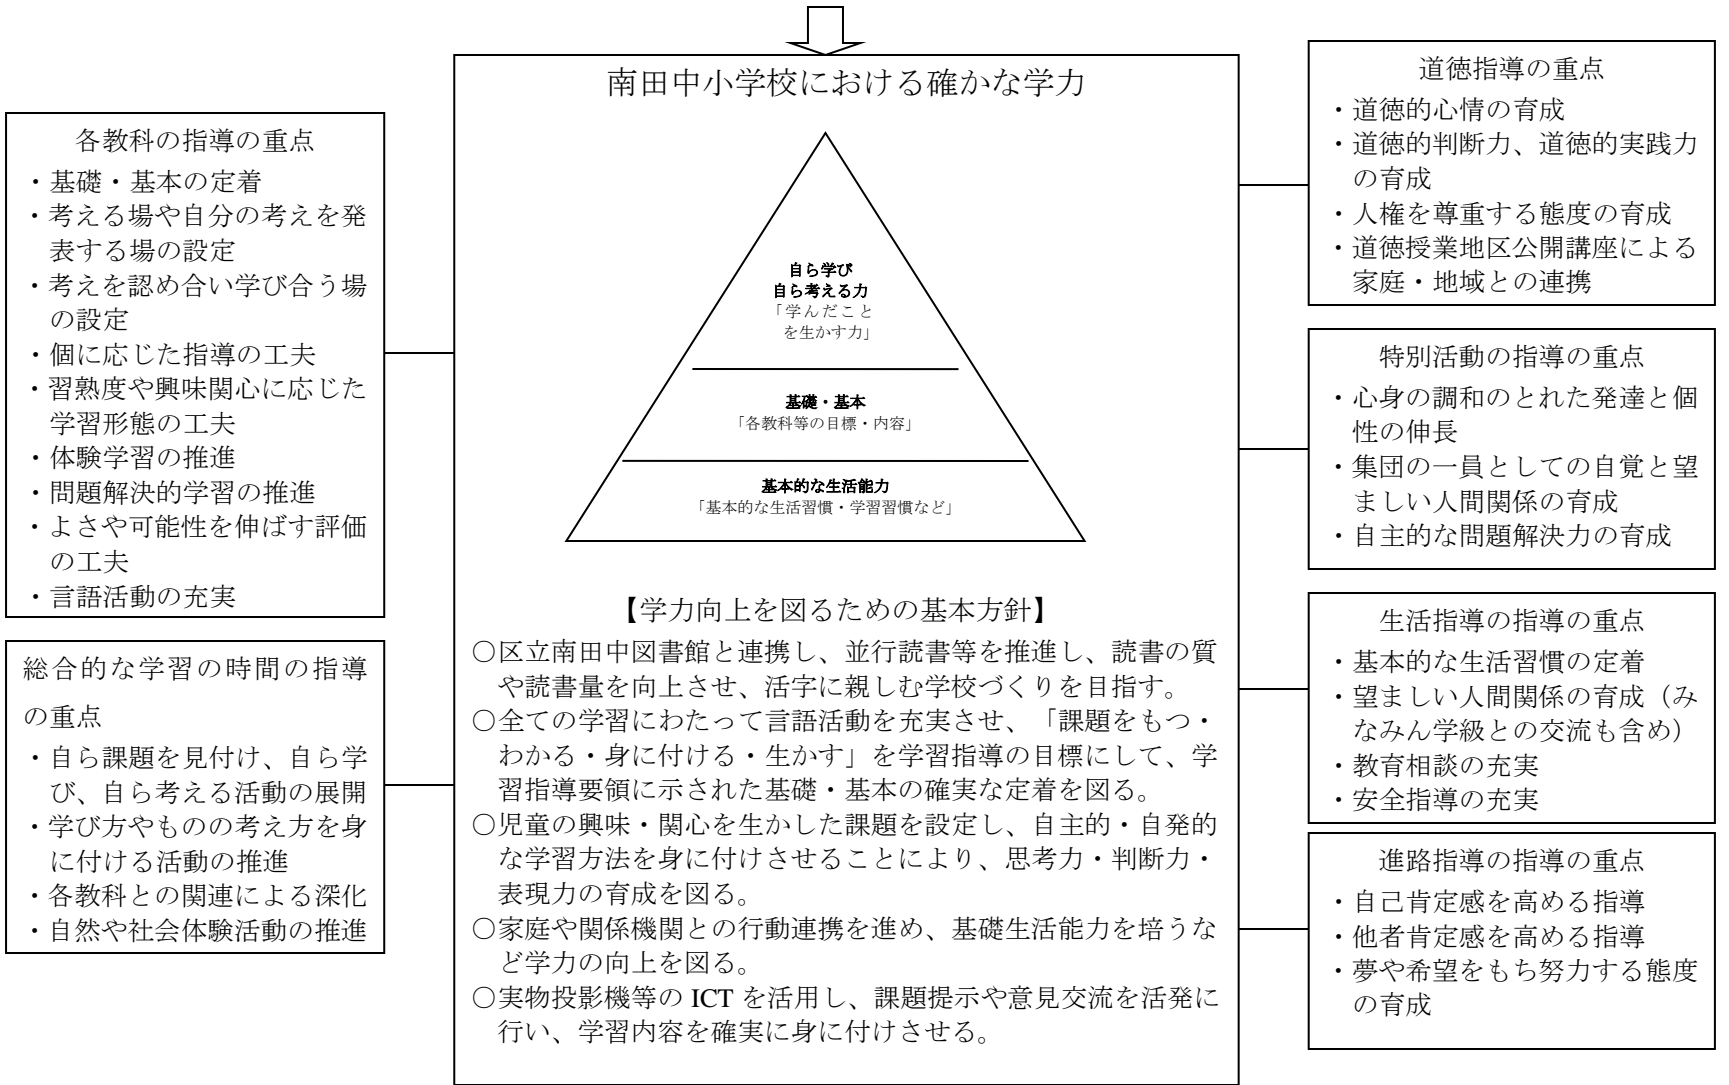 各教科の指導の重点
・基礎・基本の定着
・考える場や自分の考えを発
表する場の設定
・考えを認め合い学び合う場
の設定
・個に応じた指導の工夫
・習熟度や興味関心に応じた
学習形態の工夫
・体験学習の推進
・問題解決的学習の推進
・よさや可能性を伸ばす評価
の工夫
・言語活動の充実
総合的な学習の時間の指導
の重点
・自ら課題を見付け、自ら学
び、自ら考える活動の展開
・学び方やものの考え方を身
に付ける活動の推進
・各教科との関連による深化
・自然や社会体験活動の推進
南田中小学校における確かな学力
自ら学び
自ら考える力
「学んだこと
を生かす力」
基礎・基本
「各教科等の目標・内容」
基本的な生活能力
「基本的な生活習慣・学習習慣など」
【学力向上を図るための基本方針】
○区立南田中図書館と連携し、並行読書等を推進し、読書の質
や読書量を向上させ、活字に親しむ学校づくりを目指す。
○全ての学習にわたって言語活動を充実させ、「課題をもつ・
わかる・身に付ける・生かす」を学習指導の目標にして、学
習指導要領に示された基礎・基本の確実な定着を図る。
○児童の興味・関心を生かした課題を設定し、自主的・自発的
な学習方法を身に付けさせることにより、思考力・判断力・
表現力の育成を図る。
○家庭や関係機関との行動連携を進め、基礎生活能力を培うな
ど学力の向上を図る。
○実物投影機等の ICT を活用し、課題提示や意見交流を活発に
行い、学習内容を確実に身に付けさせる。
道徳指導の重点
・道徳的心情の育成
・道徳的判断力、道徳的実践力
の育成
・人権を尊重する態度の育成
・道徳授業地区公開講座による
家庭・地域との連携
特別活動の指導の重点
・心身の調和のとれた発達と個
性の伸長
・集団の一員としての自覚と望
ましい人間関係の育成
・自主的な問題解決力の育成
生活指導の指導の重点
・基本的な生活習慣の定着
・望ましい人間関係の育成（み
なみん学級との交流も含め）
・教育相談の充実
・安全指導の充実
進路指導の指導の重点
・自己肯定感を高める指導
・他者肯定感を高める指導
・夢や希望をもち努力する態度
の育成